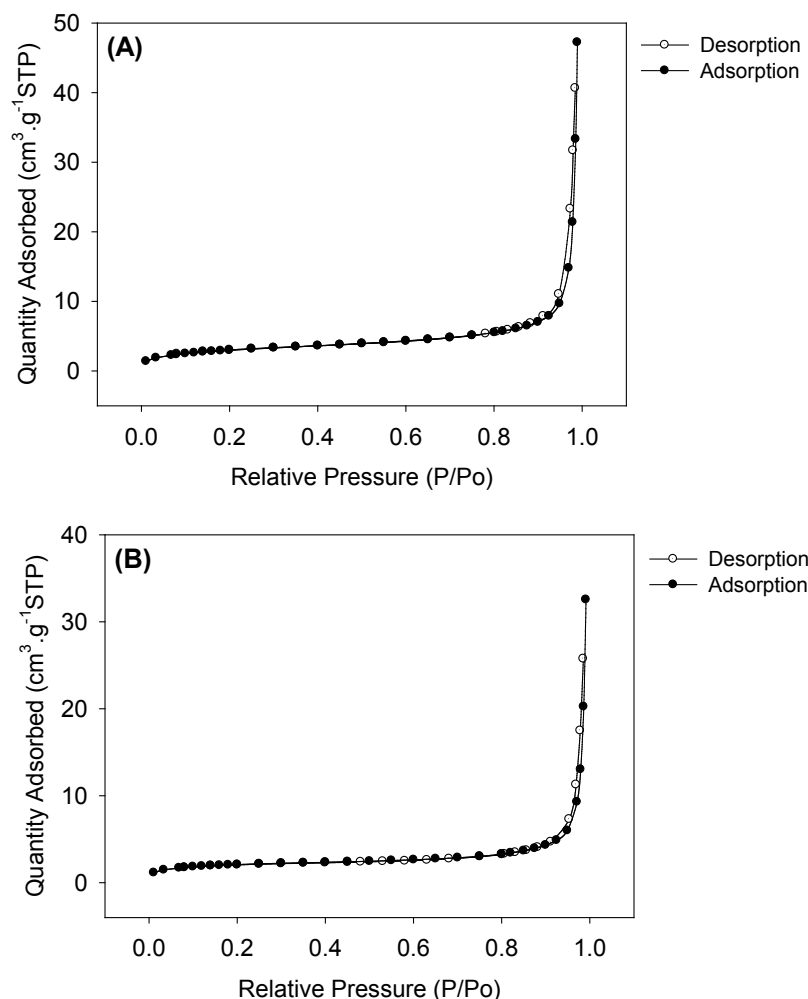 (A)
Desorption
Adsorption
50
40
30
20
10
0
Quantity Adsorbed (cm³.g⁻¹STP)
0.0 0.2 0.4 0.6 0.8 1.0
Relative Pressure (P/Po)
(B)
Desorption
Adsorption
40
30
20
10
0
Quantity Adsorbed (cm³.g⁻¹STP)
0.0 0.2 0.4 0.6 0.8 1.0
Relative Pressure (P/Po)